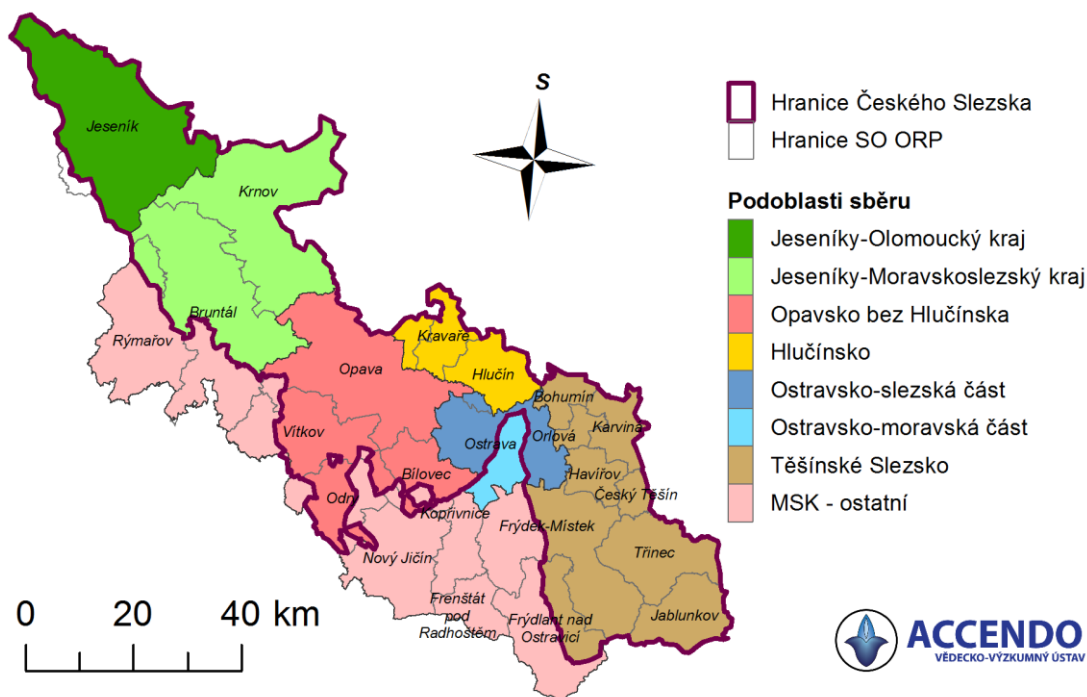 S
Jeseník
Krnov
Bruntál
Rýmařov
Opava
Kravaře
Hlučín
Vítkov
Ostrava
Bohumín
Orlová
Karviná
Bílovec
Havířov
Český Těšín
Odry
Kopřivnice
Frýdek-Místek
Nový Jičín
Třinec
Frenštát
pod
Radhoštěm
Frýdlant nad
Ostravicí
Jablunkov
0 20 40 km
Hranice Českého Slezska
Hranice SO ORP
Podoblasti sběru
Jeseníky-Olomoucký kraj
Jeseníky-Moravskoslezský kraj
Opavsko bez Hlučínska
Hlučínsko
Ostravsko-slezská část
Ostravsko-moravská část
Těšínské Slezsko
MSK - ostatní
ACCENDO
VĚDECKO-VÝZKUMNÝ ÚSTAV